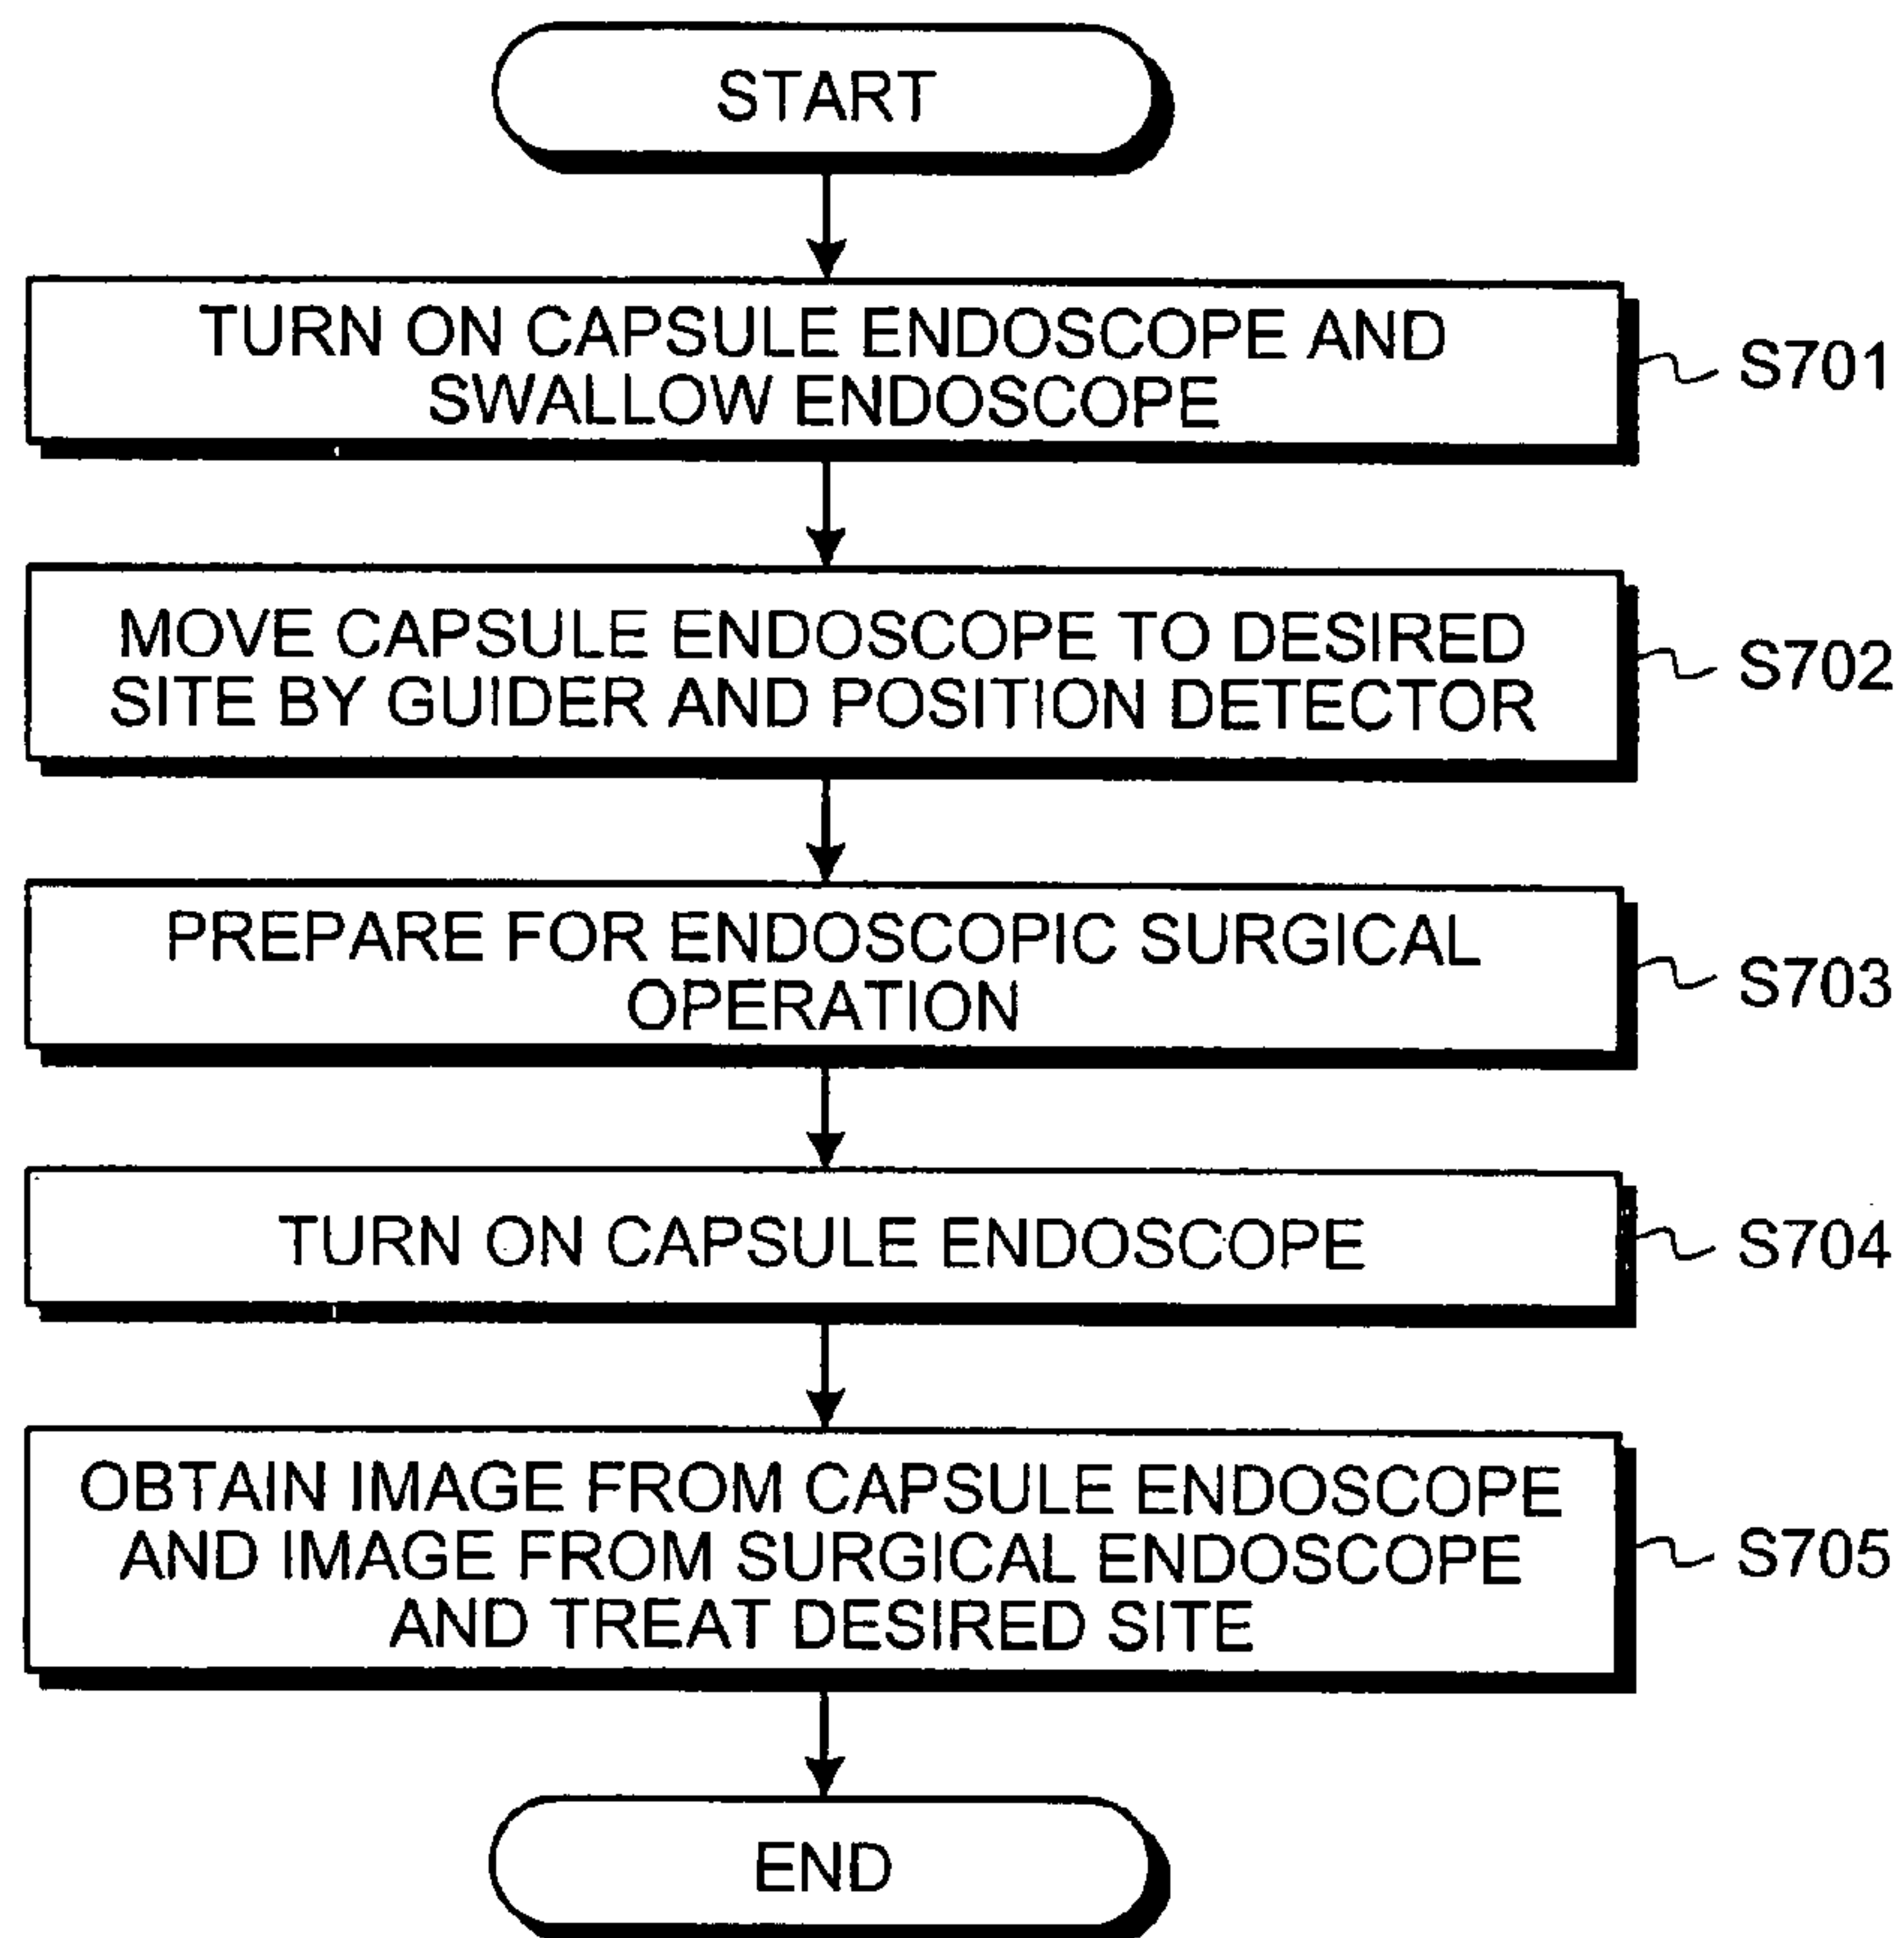 START
TURN ON CAPSULE ENDOSCOPE AND
SWALLOW ENDOSCOPE
S701
MOVE CAPSULE ENDOSCOPE TO DESIRED
SITE BY GUIDER AND POSITION DETECTOR
S702
PREPARE FOR ENDOSCOPIC SURGICAL
OPERATION
S703
TURN ON CAPSULE ENDOSCOPE
S704
OBTAIN IMAGE FROM CAPSULE ENDOSCOPE
AND IMAGE FROM SURGICAL ENDOSCOPE
AND TREAT DESIRED SITE
S705
END